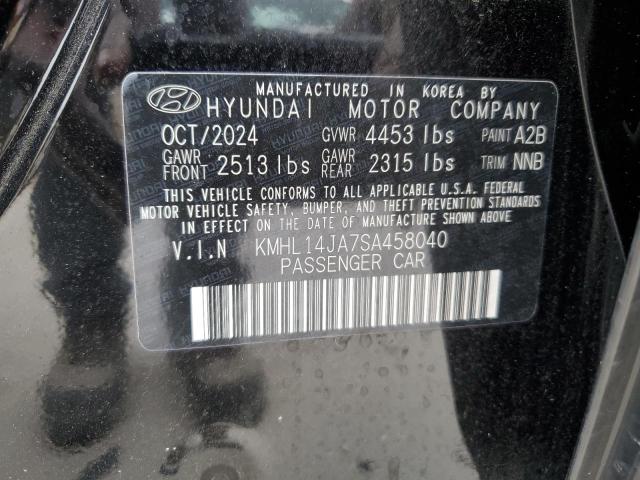 MANUFACTURED IN KOREA BY
HYUNDAI MOTOR COMPANY
OCT/2024 GVWR 4453 lbs PAINT A2B
GAWR FRONT 2513 lbs GAWR REAR 2315 lbs TRIM NNB
THIS VEHICLE CONFORMS TO ALL APPLICABLE U.S.A. FEDERAL
MOTOR VEHICLE SAFETY, BUMPER, AND THEFT PREVENTION STANDARDS
IN EFFECT ON THE DATE OF MANUFACTURE SHOWN ABOVE.
V.I.N KMHL14JA7SA458040
PASSENGER CAR